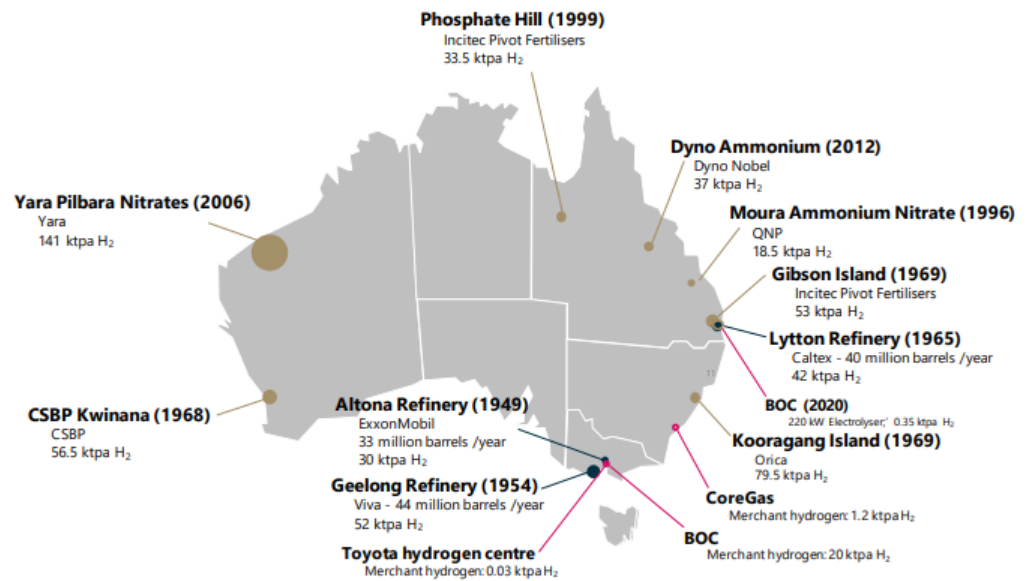 Phosphate Hill (1999)
Incitec Pivot Fertilisers
33.5 ktpa H₂
Dyno Ammonium (2012)
Dyno Nobel
37 ktpa H₂
Yara Pilbara Nitrates (2006)
Yara
141 ktpa H₂
Moura Ammonium Nitrate (1996)
QNP
18.5 ktpa H₂
Gibson Island (1969)
Incitec Pivot Fertilisers
53 ktpa H₂
Lytton Refinery (1965)
Caltex - 40 million barrels /year
42 ktpa H₂
11
BOC (2020)
220 kW Electrolyser;' 0.35 ktpa H₂
CSBP Kwinana (1968)
CSBP
56.5 ktpa H₂
Altona Refinery (1949)
ExxonMobil
33 million barrels /year
30 ktpa H₂
Kooragang Island (1969)
Orica
79.5 ktpa H₂
Geelong Refinery (1954)
Viva - 44 million barrels /year
52 ktpa H₂
CoreGas
Merchant hydrogen: 1.2 ktpa H₂
BOC
Merchant hydrogen: 20 ktpa H₂
Toyota hydrogen centre
Merchant hydrogen: 0.03 ktpa H₂